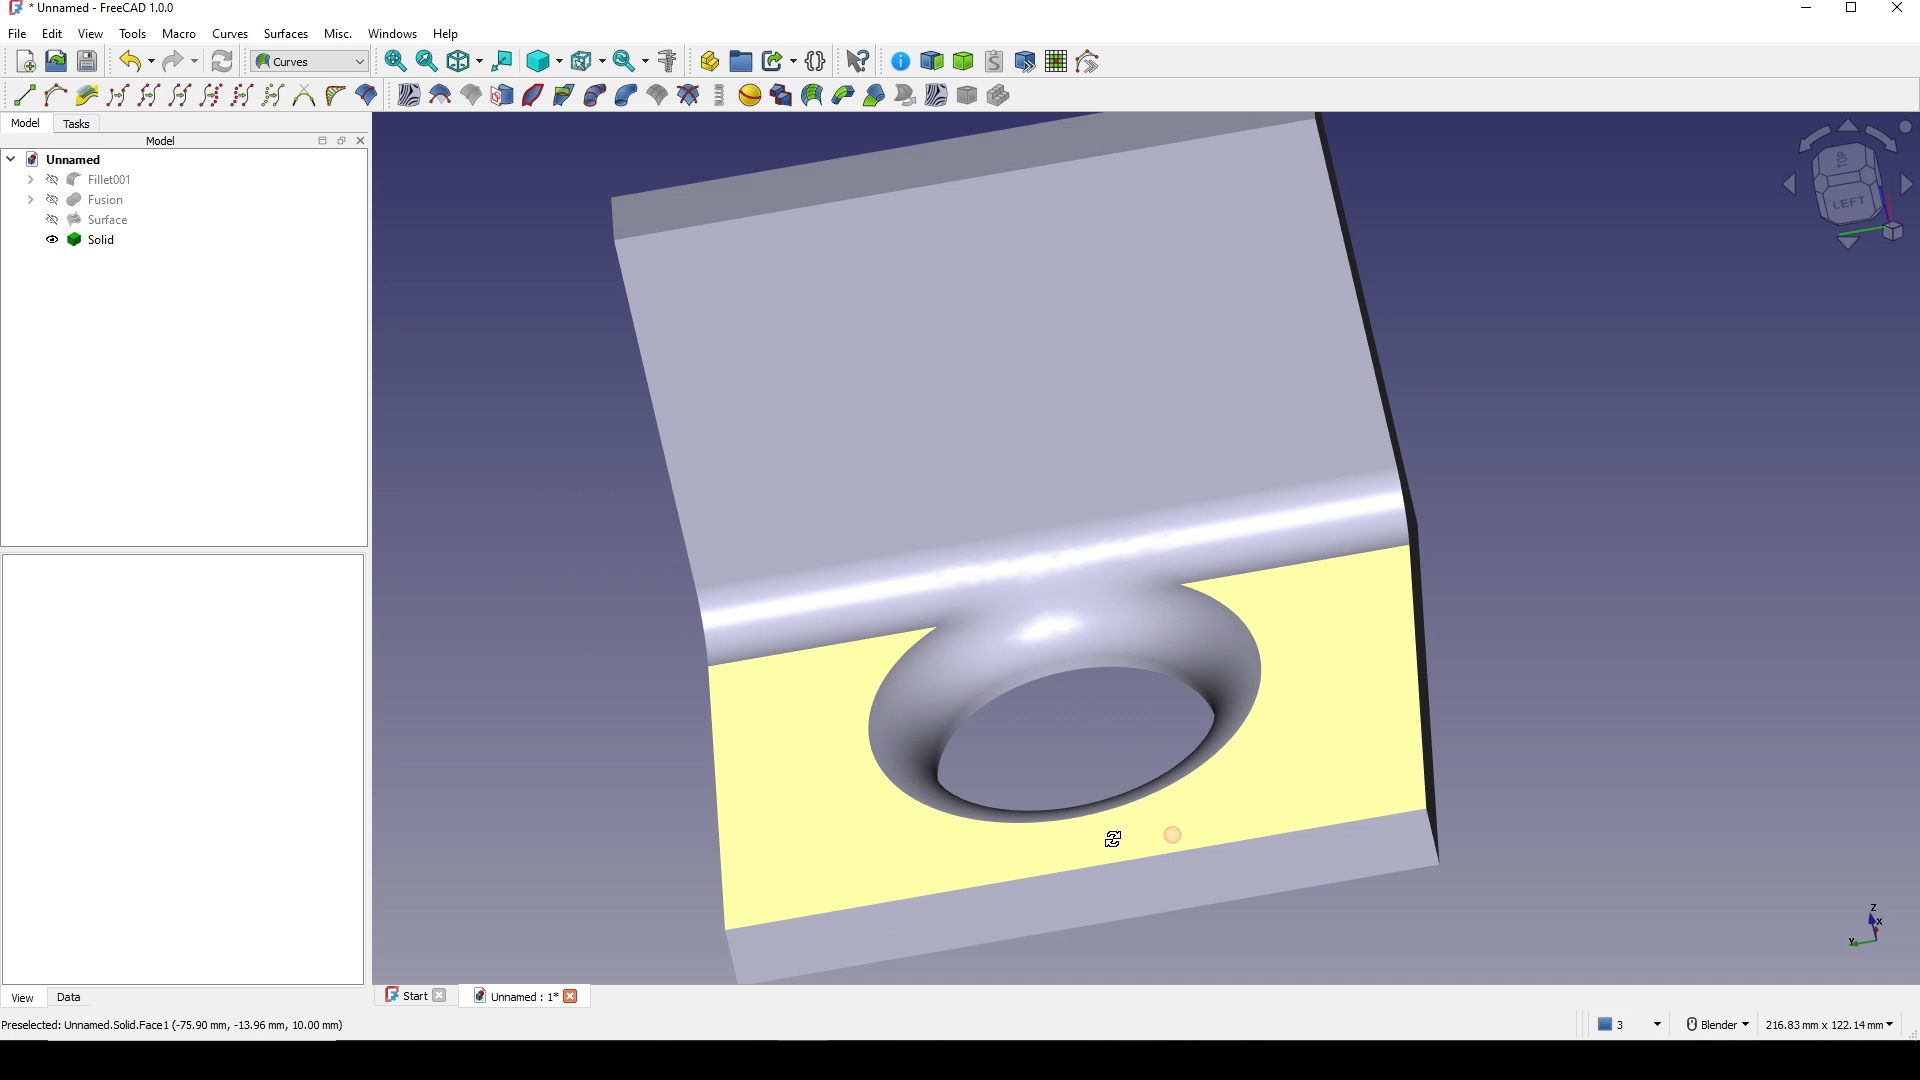 * Unnamed - FreeCAD 1.0.0
File Edit View Tools Macro Curves Surfaces Misc. Windows Help
Curves
Model Tasks
Model
Unnamed
Fillet001
Fusion
Surface
Solid
TOP
LEFT
Z
X
Y
View Data
Start Unnamed : 1*
Preselected: Unnamed.Solid.Face1 (-75.90 mm, -13.96 mm, 10.00 mm)
3 Blender 216.83 mm x 122.14 mm